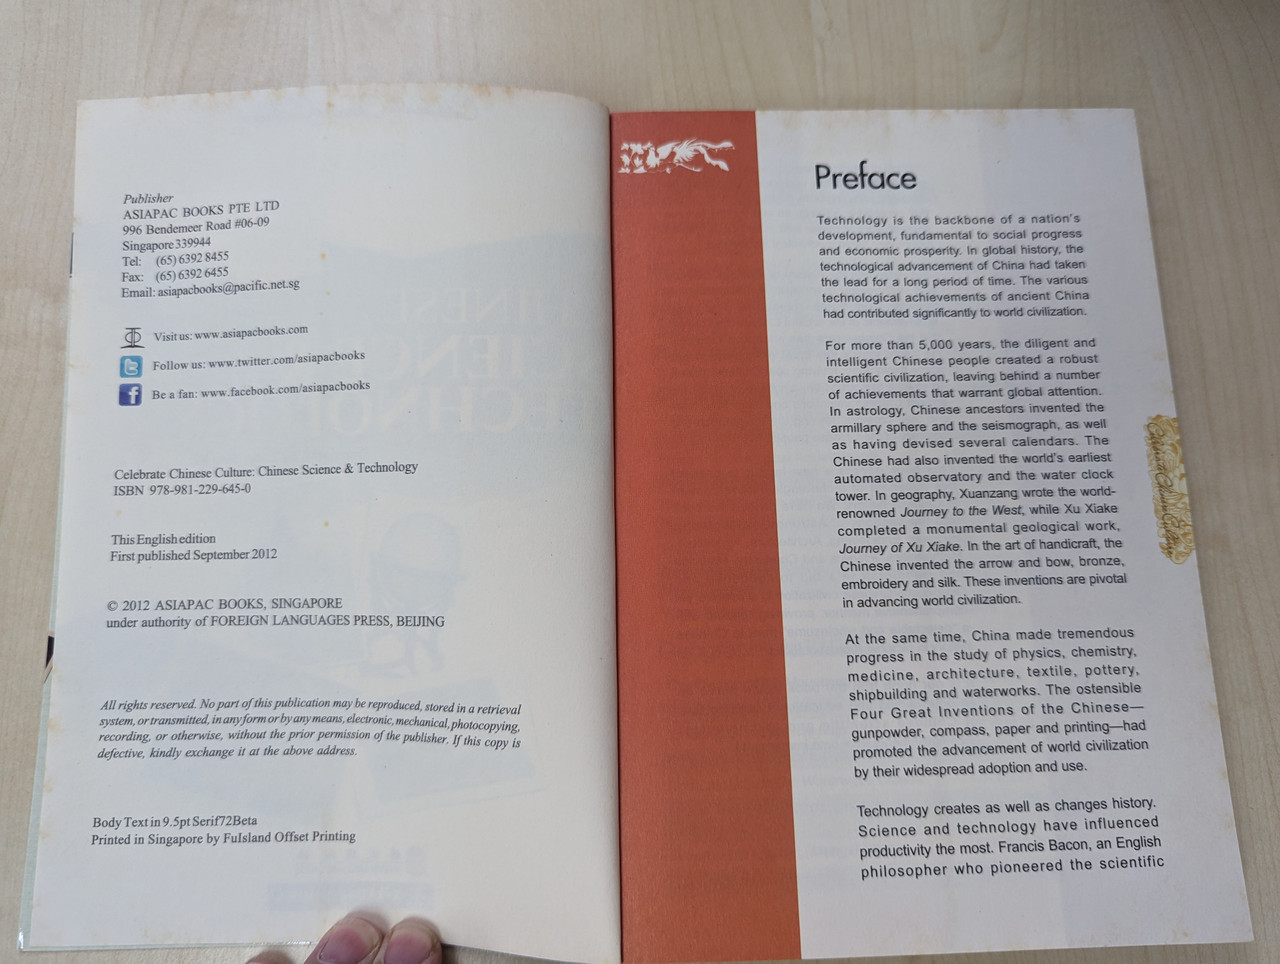 Publisher
ASIAPAC BOOKS PTE LTD
996 Bendemeer Road #06-09
Singapore 339944
Tel: (65) 6392 8455
Fax: (65) 6392 6455
Email: asiapacbooks@pacific.net.sg
Visit us: www.asiapacbooks.com
Follow us: www.twitter.com/asiapacbooks
Be a fan: www.facebook.com/asiapacbooks
Celebrate Chinese Culture: Chinese Science & Technology
ISBN 978-981-229-645-0
This English edition
First published September 2012
© 2012 ASIAPAC BOOKS, SINGAPORE
under authority of FOREIGN LANGUAGES PRESS, BEIJING
All rights reserved. No part of this publication may be reproduced, stored in a retrieval
system, or transmitted, in any form or by any means, electronic, mechanical, photocopying,
recording, or otherwise, without the prior permission of the publisher. If this copy is
defective, kindly exchange it at the above address.
Body Text in 9.5pt Serif72Beta
Printed in Singapore by FuIsland Offset Printing
Preface
Technology is the backbone of a nation's
development, fundamental to social progress
and economic prosperity. In global history, the
technological advancement of China had taken
the lead for a long period of time. The various
technological achievements of ancient China
had contributed significantly to world civilization.
For more than 5,000 years, the diligent and
intelligent Chinese people created a robust
scientific civilization, leaving behind a number
of achievements that warrant global attention.
In astrology, Chinese ancestors invented the
armillary sphere and the seismograph, as well
as having devised several calendars. The
Chinese had also invented the world's earliest
automated observatory and the water clock
tower. In geography, Xuanzang wrote the world-
renowned Journey to the West, while Xu Xiake
completed a monumental geological work,
Journey of Xu Xiake. In the art of handicraft, the
Chinese invented the arrow and bow, bronze,
embroidery and silk. These inventions are pivotal
in advancing world civilization.
At the same time, China made tremendous
progress in the study of physics, chemistry,
medicine, architecture, textile, pottery,
shipbuilding and waterworks. The ostensible
Four Great Inventions of the Chinese—
gunpowder, compass, paper and printing—had
promoted the advancement of world civilization
by their widespread adoption and use.
Technology creates as well as changes history.
Science and technology have influenced
productivity the most. Francis Bacon, an English
philosopher who pioneered the scientific